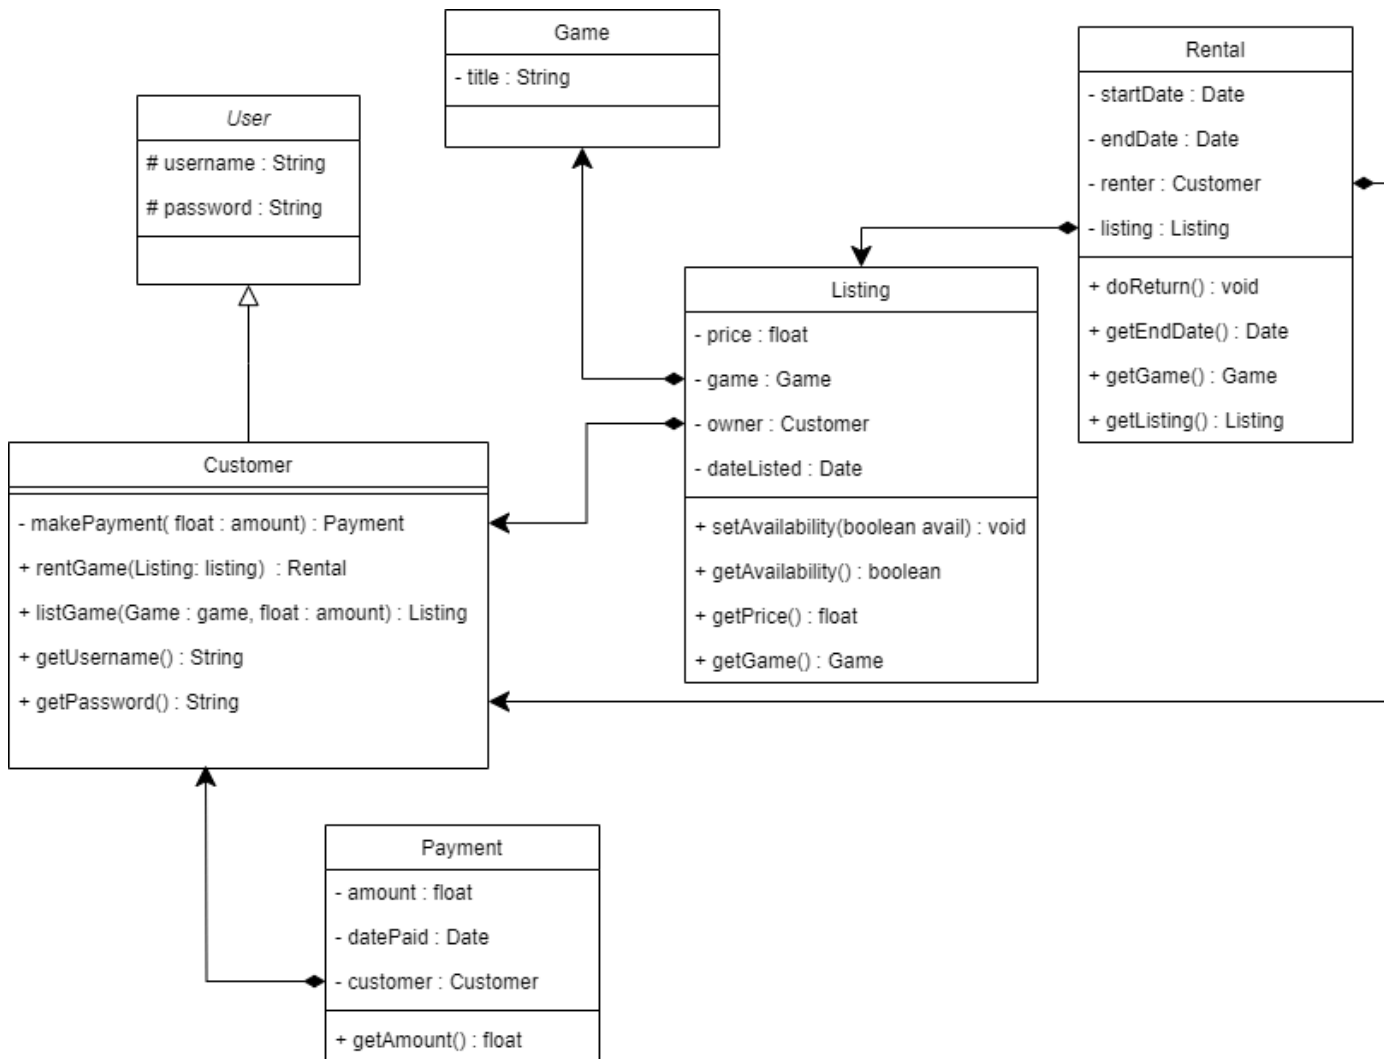 Game
- title : String
Rental
- startDate : Date
- endDate : Date
- renter : Customer
- listing : Listing
+ doReturn() : void
+ getEndDate() : Date
+ getGame() : Game
+ getListing() : Listing
User
# username : String
# password : String
Listing
- price : float
- game : Game
- owner : Customer
- dateListed : Date
+ setAvailability(boolean avail) : void
+ getAvailability() : boolean
+ getPrice() : float
+ getGame() : Game
Customer
- makePayment( float : amount) : Payment
+ rentGame(Listing: listing) : Rental
+ listGame(Game : game, float : amount) : Listing
+ getUsername() : String
+ getPassword() : String
Payment
- amount : float
- datePaid : Date
- customer : Customer
+ getAmount() : float